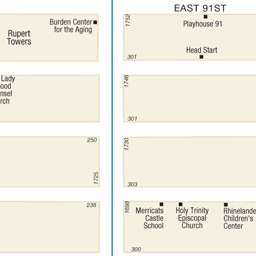 EAST 91ST
Burden Center
for the Aging
Rupert
Towers
1752
Playhouse 91
Head Start
301
Lady
ood
nsel
rch
1746
301
250
1725
1730
303
238
1698
Merricats
Castle
School
Holy Trinity
Episcopal
Church
Rhinelande
Children's
Center
300